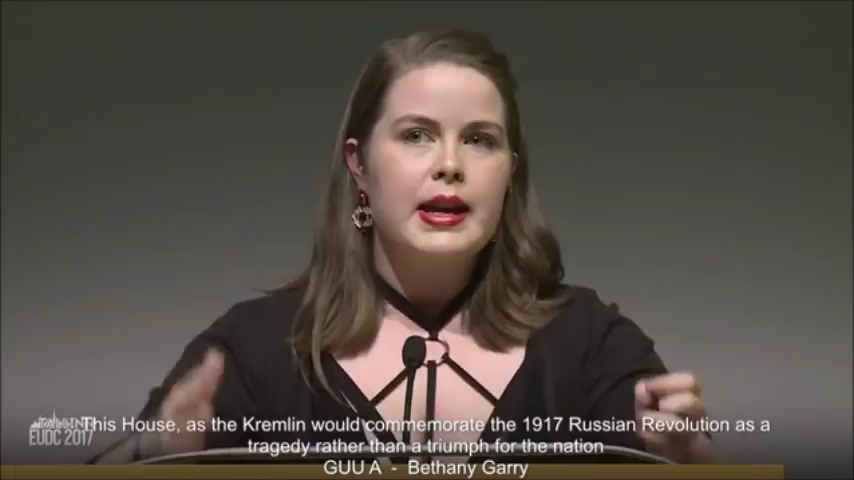 This House, as the Kremlin would commemorate the 1917 Russian Revolution as a
tragedy rather than a triumph for the nation
GUU A - Bethany Garry
EUDC 2017